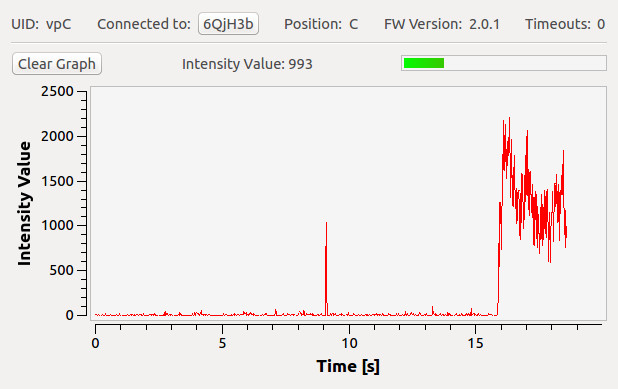 UID: vpC Connected to: 6QjH3b Position: C FW Version: 2.0.1 Timeouts: 0
Clear Graph Intensity Value: 993
2500
2000
1500
1000
500
0
Intensity Value
0 5 10 15
Time [s]